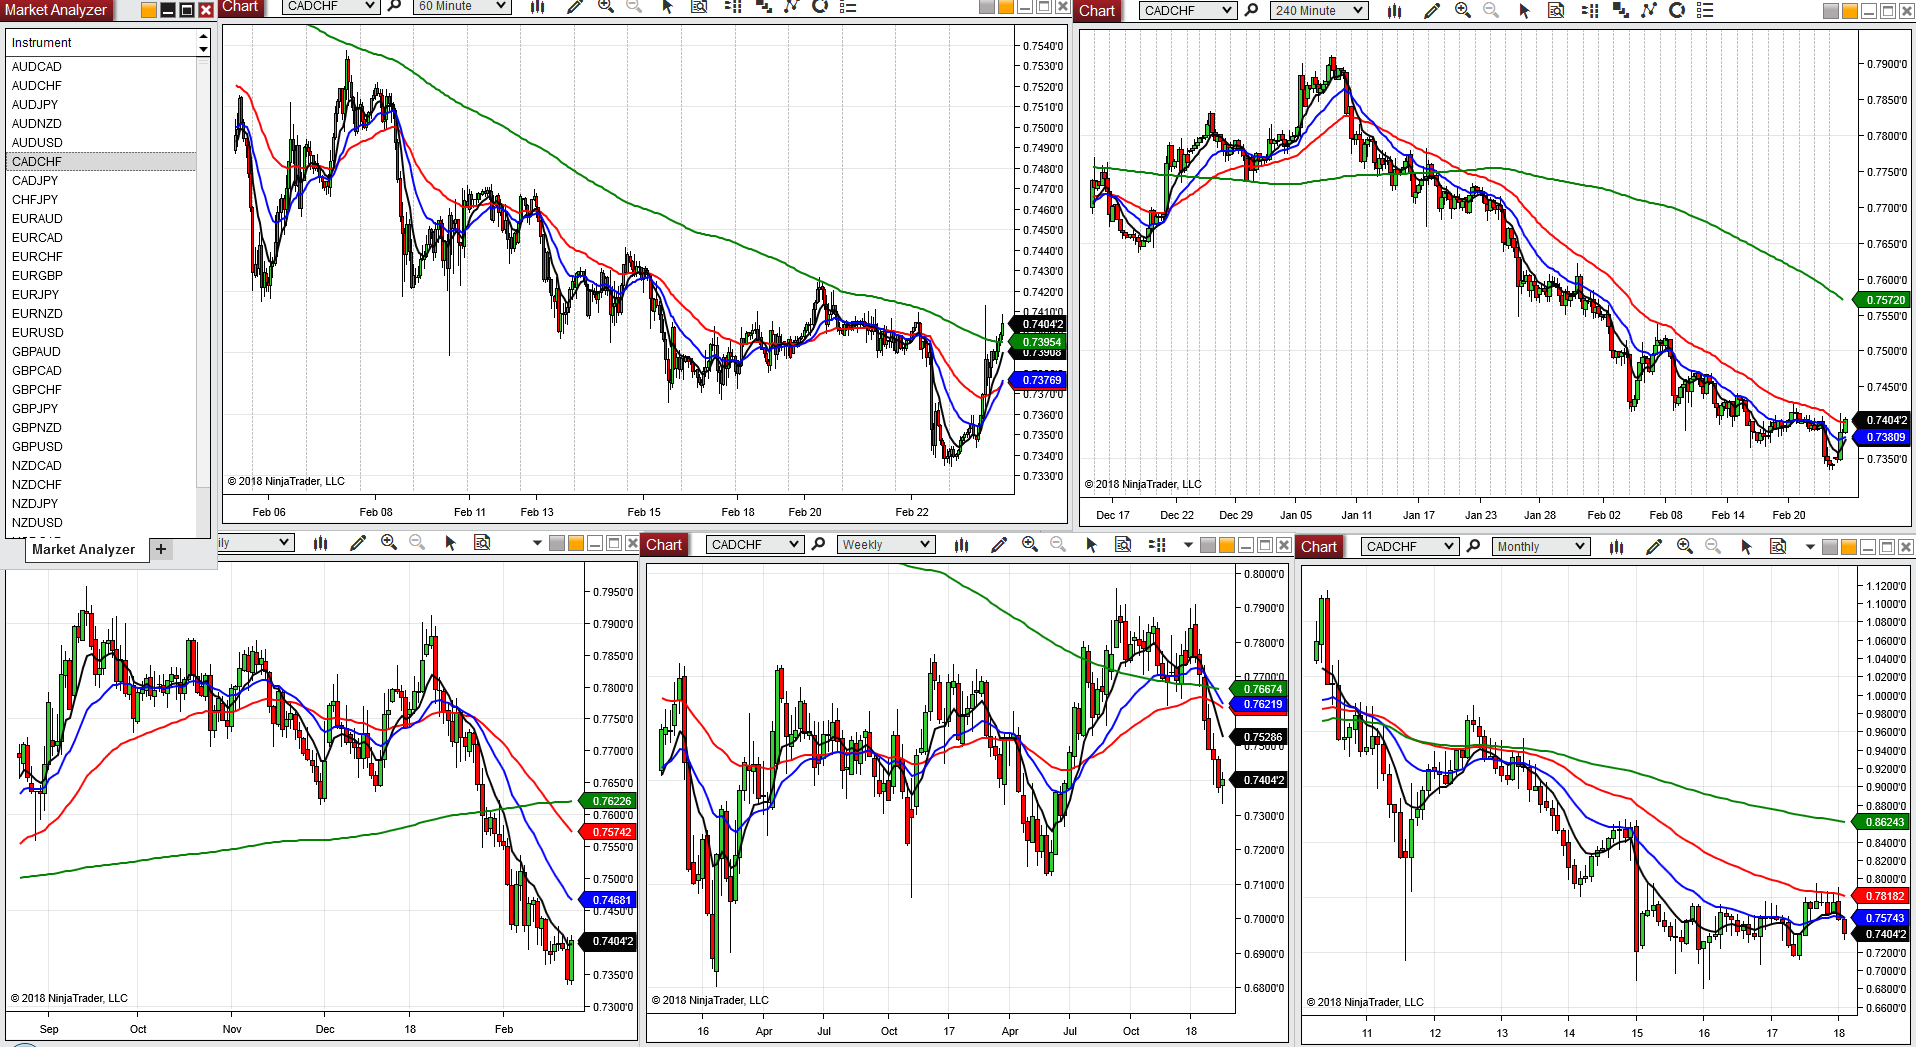 Market Analyzer
Instrument
AUDCAD
AUDCHF
AUDJPY
AUDNZD
AUDUSD
CADCHF
CADJPY
CHFJPY
EURAUD
EURCAD
EURCHF
EURGBP
EURJPY
EURNZD
EURUSD
GBPAUD
GBPCAD
GBPCHF
GBPJPY
GBPNZD
GBPUSD
NZDCAD
NZDCHF
NZDJPY
NZDUSD
Market Analyzer +
Chart CADCHF 60 Minute
0.7540'0
0.7530'0
0.7520'0
0.7510'0
0.7500'0
0.7490'0
0.7480'0
0.7470'0
0.7460'0
0.7450'0
0.7440'0
0.7430'0
0.7420'0
0.7410'0
0.7404'2
0.73954
0.73908
0.73769
0.7370'0
0.7360'0
0.7350'0
0.7340'0
0.7330'0
© 2018 NinjaTrader, LLC
Feb 06 Feb 08 Feb 11 Feb 13 Feb 15 Feb 18 Feb 20 Feb 22
Chart CADCHF 240 Minute
0.7900'0
0.7850'0
0.7800'0
0.7750'0
0.7700'0
0.7650'0
0.7600'0
0.75720
0.7550'0
0.7500'0
0.7450'0
0.7404'2
0.73809
0.7350'0
© 2018 NinjaTrader, LLC
Dec 17 Dec 22 Dec 29 Jan 05 Jan 11 Jan 17 Jan 23 Jan 28 Feb 02 Feb 08 Feb 14 Feb 20
ily
0.7950'0
0.7900'0
0.7850'0
0.7800'0
0.7750'0
0.7700'0
0.7650'0
0.76226
0.7600'0
0.75742
0.7550'0
0.7500'0
0.74681
0.7450'0
0.7404'2
0.7350'0
0.7300'0
© 2018 NinjaTrader, LLC
Sep Oct Nov Dec 18 Feb
Chart CADCHF Weekly
0.8000'0
0.7900'0
0.7800'0
0.7700'0
0.76674
0.76219
0.75286
0.7500'0
0.7404'2
0.7300'0
0.7200'0
0.7100'0
0.7000'0
0.6900'0
0.6800'0
© 2018 NinjaTrader, LLC
16 Apr Jul Oct 17 Apr Jul Oct 18
Chart CADCHF Monthly
1.1200'0
1.1000'0
1.0800'0
1.0600'0
1.0400'0
1.0200'0
1.0000'0
0.9800'0
0.9600'0
0.9400'0
0.9200'0
0.9000'0
0.8800'0
0.86243
0.8400'0
0.8200'0
0.8000'0
0.78182
0.75743
0.7404'2
0.7200'0
0.7000'0
0.6800'0
0.6600'0
© 2018 NinjaTrader, LLC
11 12 13 14 15 16 17 18